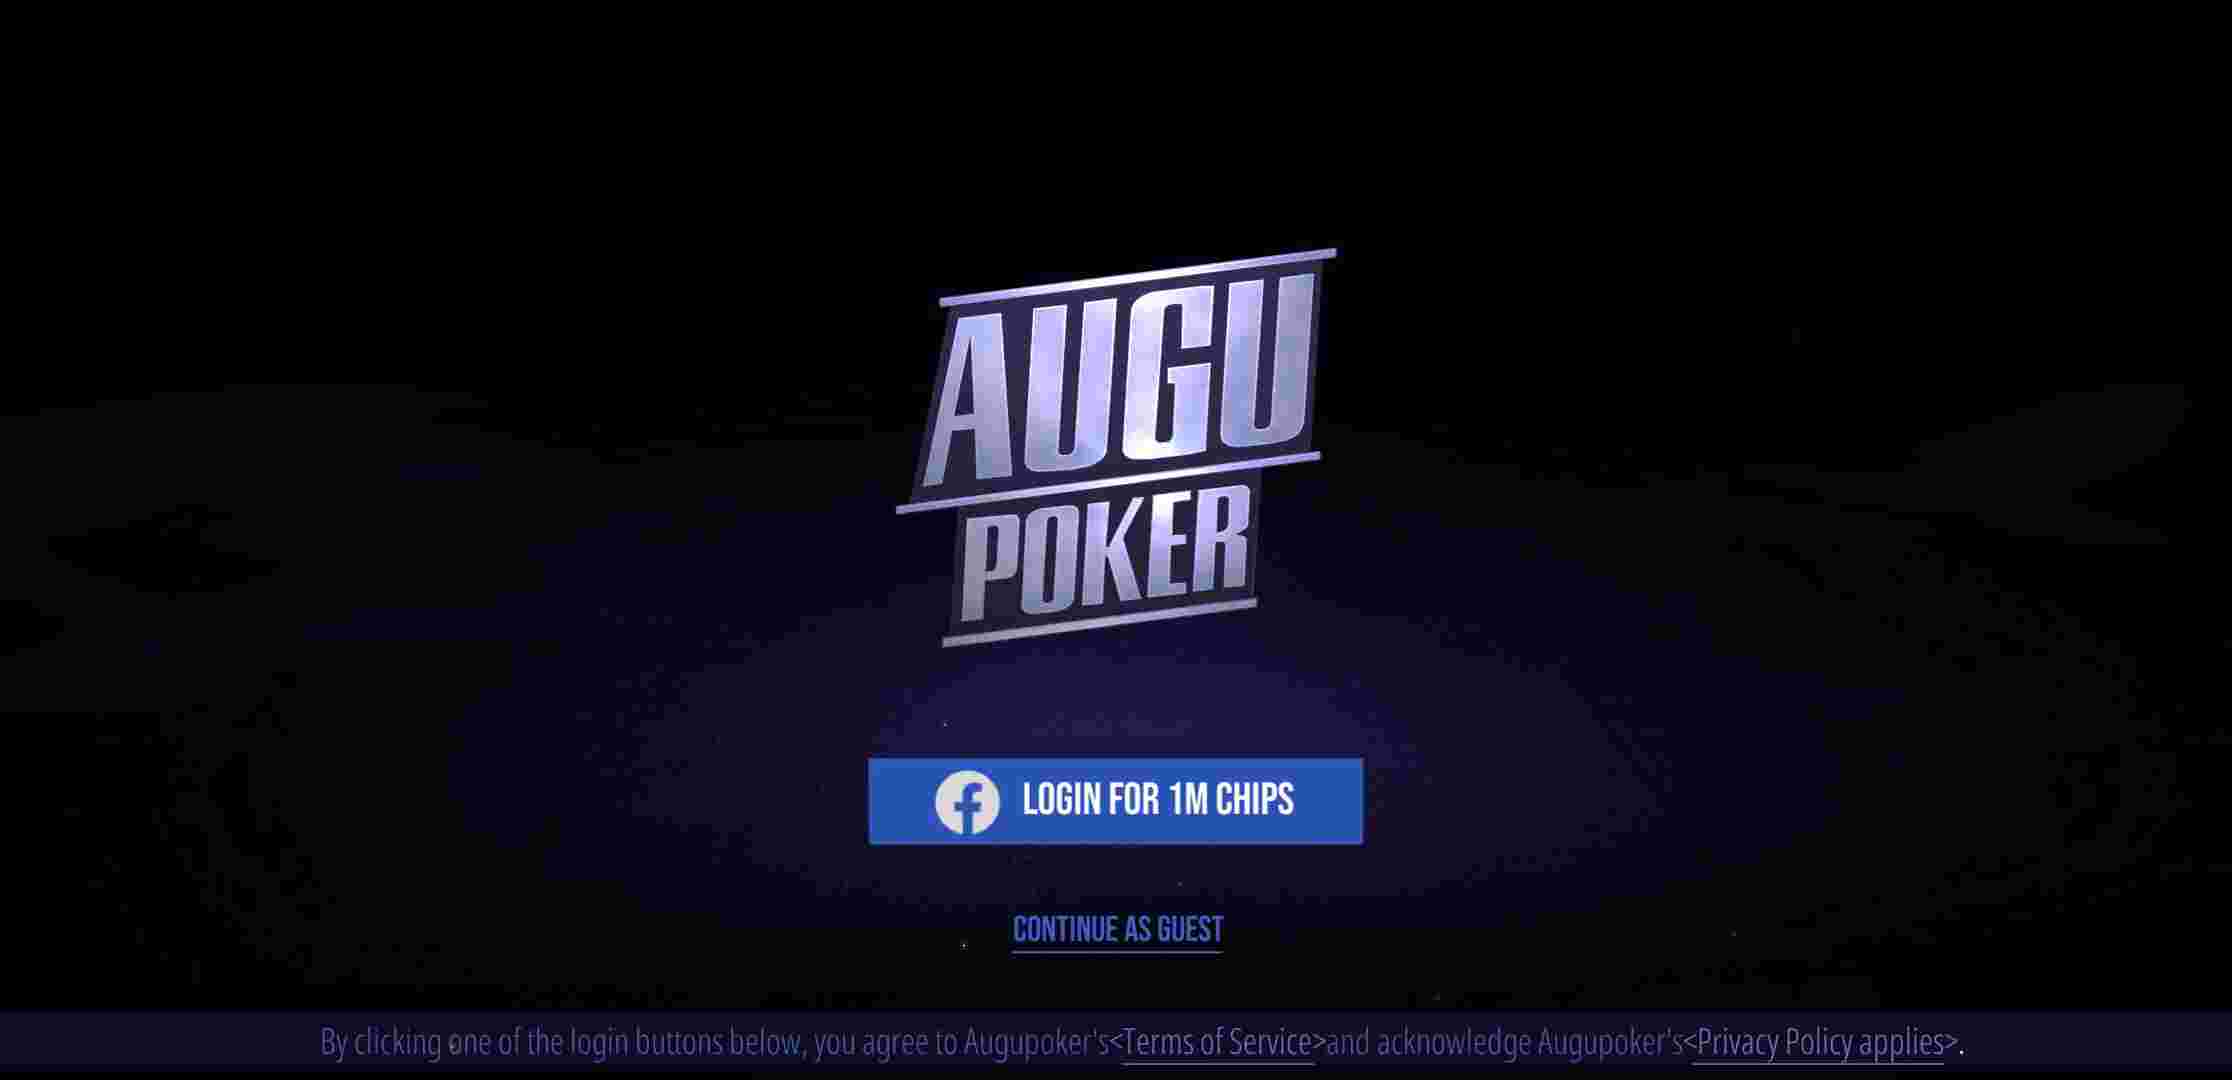 AUGU
POKER
LOGIN FOR 1M CHIPS
CONTINUE AS GUEST
By clicking one of the login buttons below, you agree to Augupoker's<Terms of Service>and acknowledge Augupoker's<Privacy Policy applies>.